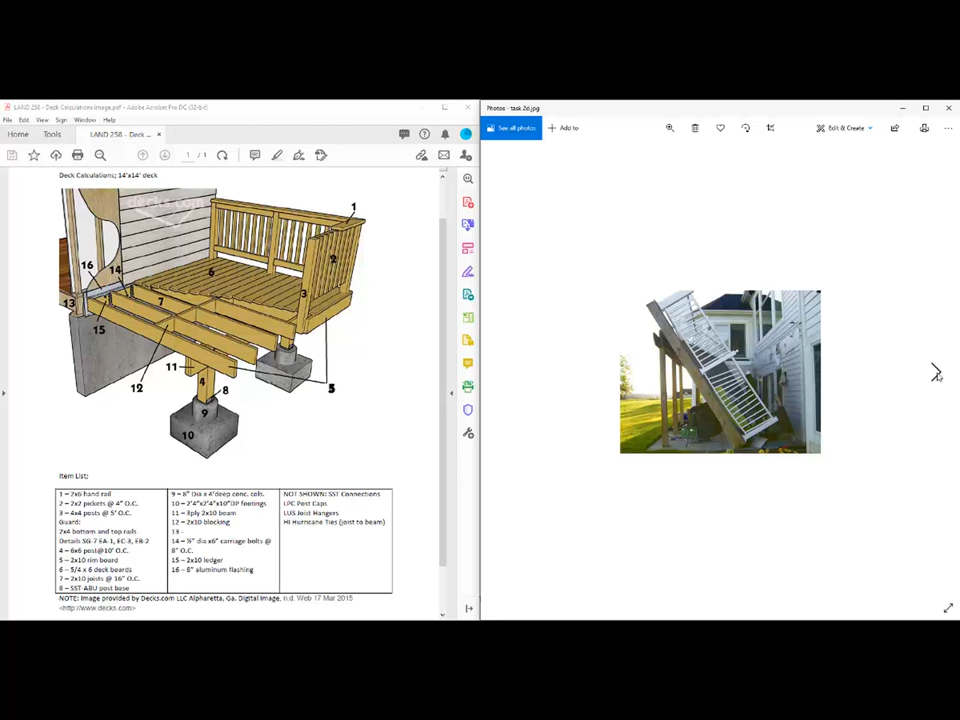 LAND 258 - Deck Calculations Image.pdf - Adobe Acrobat Pro DC (32-bit)
File Edit View Sign Window Help
Home Tools LAND 258 - Deck ... ×
1 / 1
Deck Calculations; 14'x14' deck
decks.com
1
2
16
14
6
7
3
13
15
11
4
8
12
5
9
10
Item List;
1 – 2x6 hand rail
2 – 2x2 pickets @ 4" O.C.
3 – 4x4 posts @ 5' O.C.
Guard:
2x4 bottom and top rails
Details SG-7 EA-1, EC-3, EB-2
4 – 6x6 post@10' O.C.
5 – 2x10 rim board
6 – 5/4 x 6 deck boards
7 – 2x10 joists @ 16" O.C.
8 – SST-ABU post base
9 – 8" Dia x 4'deep conc. cols.
10 – 2'4"x2'4"x10"DP footings
11 – 3ply 2x10 beam
12 – 2x10 blocking
13 -
14 – ½" dia x6" carriage bolts @
8" O.C.
15 – 2x10 ledger
16 – 8" aluminum flashing
NOT SHOWN: SST Connections
LPC Post Caps
LUS Joist Hangers
HI Hurricane Ties (joist to beam)
NOTE: Image provided by Decks.com LLC Alpharetta, Ga. Digital Image, n.d. Web 17 Mar 2015
<http://www.decks.com>
Photos - task 2d.jpg
See all photos + Add to
Edit & Create